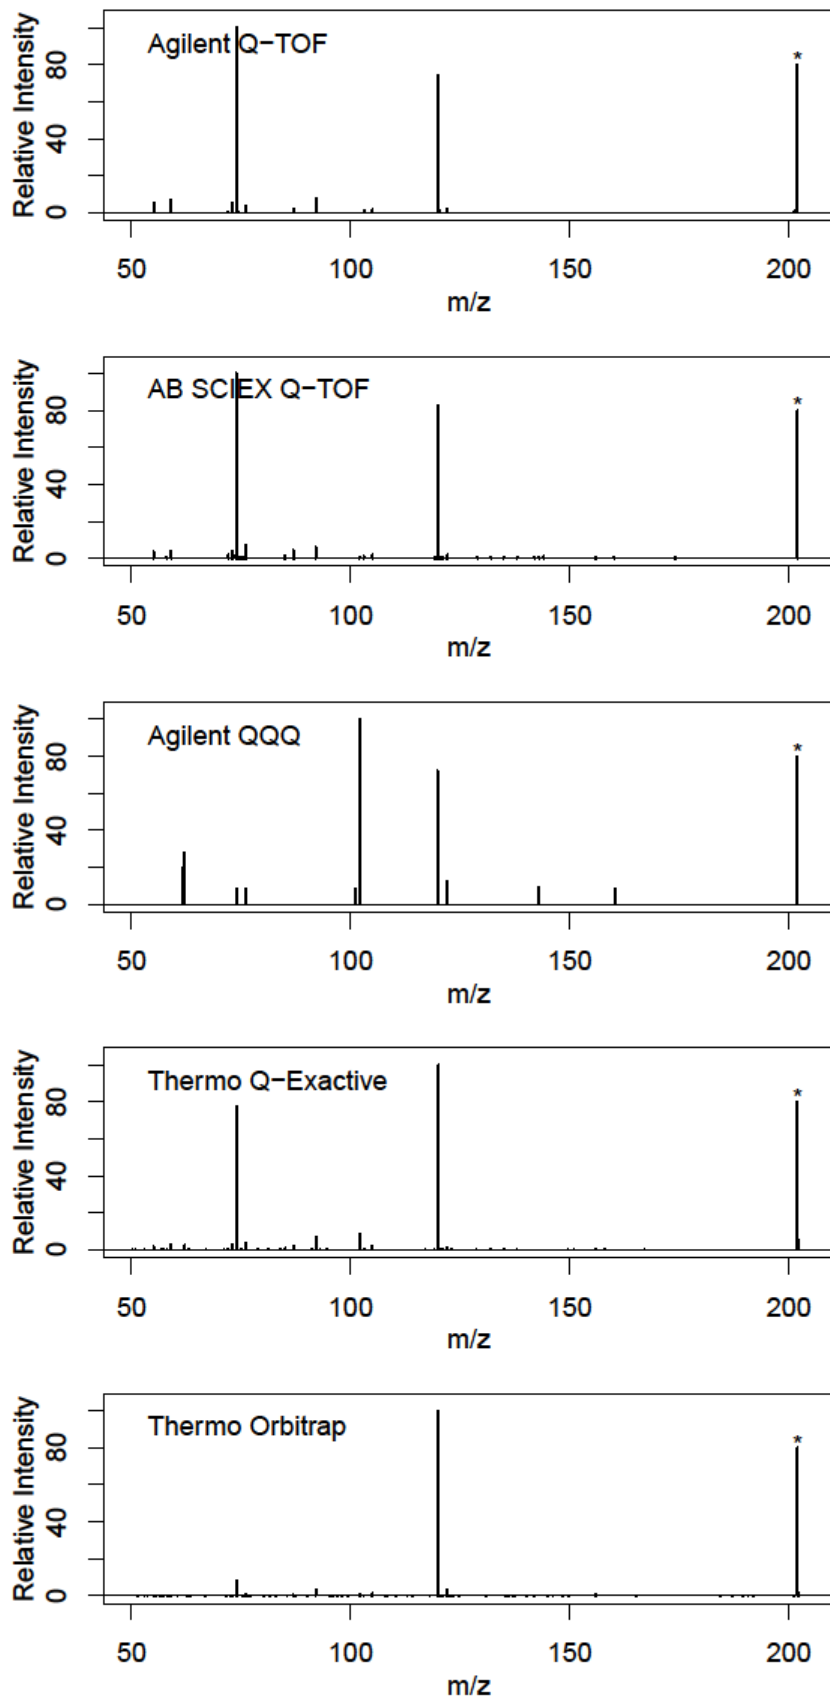 Relative Intensity
80
40
0
Agilent Q−TOF
*
50 100 150 200
m/z
Relative Intensity
80
40
0
AB SCIEX Q−TOF
*
50 100 150 200
m/z
Relative Intensity
80
40
0
Agilent QQQ
*
50 100 150 200
m/z
Relative Intensity
80
40
0
Thermo Q−Exactive
*
50 100 150 200
m/z
Relative Intensity
80
40
0
Thermo Orbitrap
*
50 100 150 200
m/z